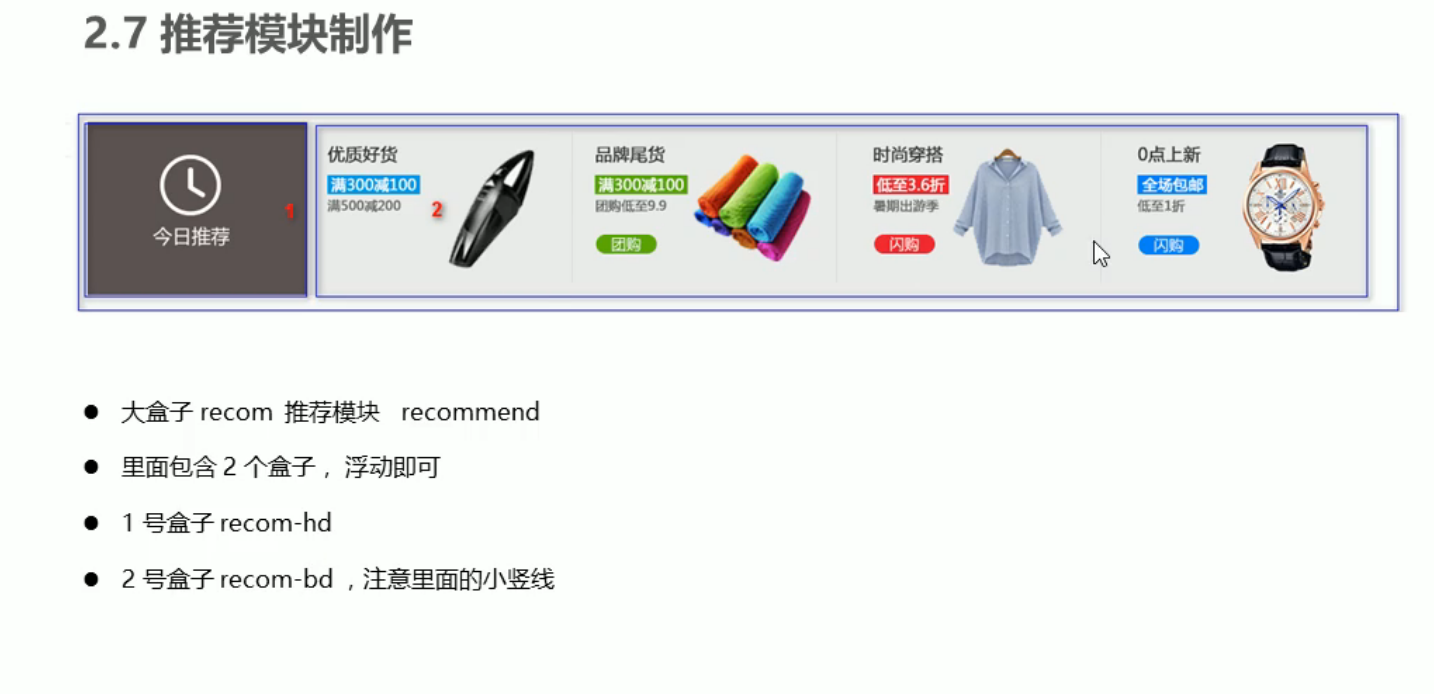 2.7 推荐模块制作
今日推荐
1
优质好货
满300减100
满500减200
2
品牌尾货
满300减100
团购低至9.9
团购
时尚穿搭
低至3.6折
暑期出游季
闪购
0点上新
全场包邮
低至1折
闪购
● 大盒子 recom 推荐模块 recommend
● 里面包含 2 个盒子 ，浮动即可
● 1 号盒子 recom-hd
● 2 号盒子 recom-bd ，注意里面的小竖线